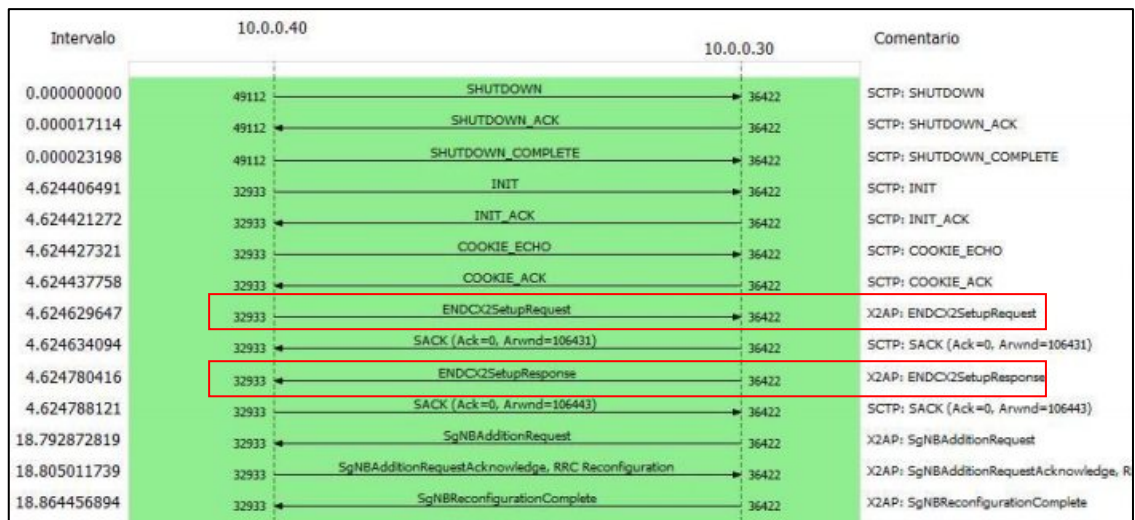 Intervalo 10.0.0.40 10.0.0.30 Comentario
0.000000000 49112 SHUTDOWN 36422 SCTP: SHUTDOWN
0.000017114 49112 SHUTDOWN_ACK 36422 SCTP: SHUTDOWN_ACK
0.000023198 49112 SHUTDOWN_COMPLETE 36422 SCTP: SHUTDOWN_COMPLETE
4.624406491 32933 INIT 36422 SCTP: INIT
4.624421272 32933 INIT_ACK 36422 SCTP: INIT_ACK
4.624427321 32933 COOKIE_ECHO 36422 SCTP: COOKIE_ECHO
4.624437758 32933 COOKIE_ACK 36422 SCTP: COOKIE_ACK
4.624629647 32933 ENDCX2SetupRequest 36422 X2AP: ENDCX2SetupRequest
4.624634094 32933 SACK (Ack=0, Arwnd=106431) 36422 SCTP: SACK (Ack=0, Arwnd=106431)
4.624780416 32933 ENDCX2SetupResponse 36422 X2AP: ENDCX2SetupResponse
4.624788121 32933 SACK (Ack=0, Arwnd=106443) 36422 SCTP: SACK (Ack=0, Arwnd=106443)
18.792872819 32933 SgNBAdditionRequest 36422 X2AP: SgNBAdditionRequest
18.805011739 32933 SgNBAdditionRequestAcknowledge, RRC Reconfiguration 36422 X2AP: SgNBAdditionRequestAcknowledge, R
18.864456894 32933 SgNBReconfigurationComplete 36422 X2AP: SgNBReconfigurationComplete